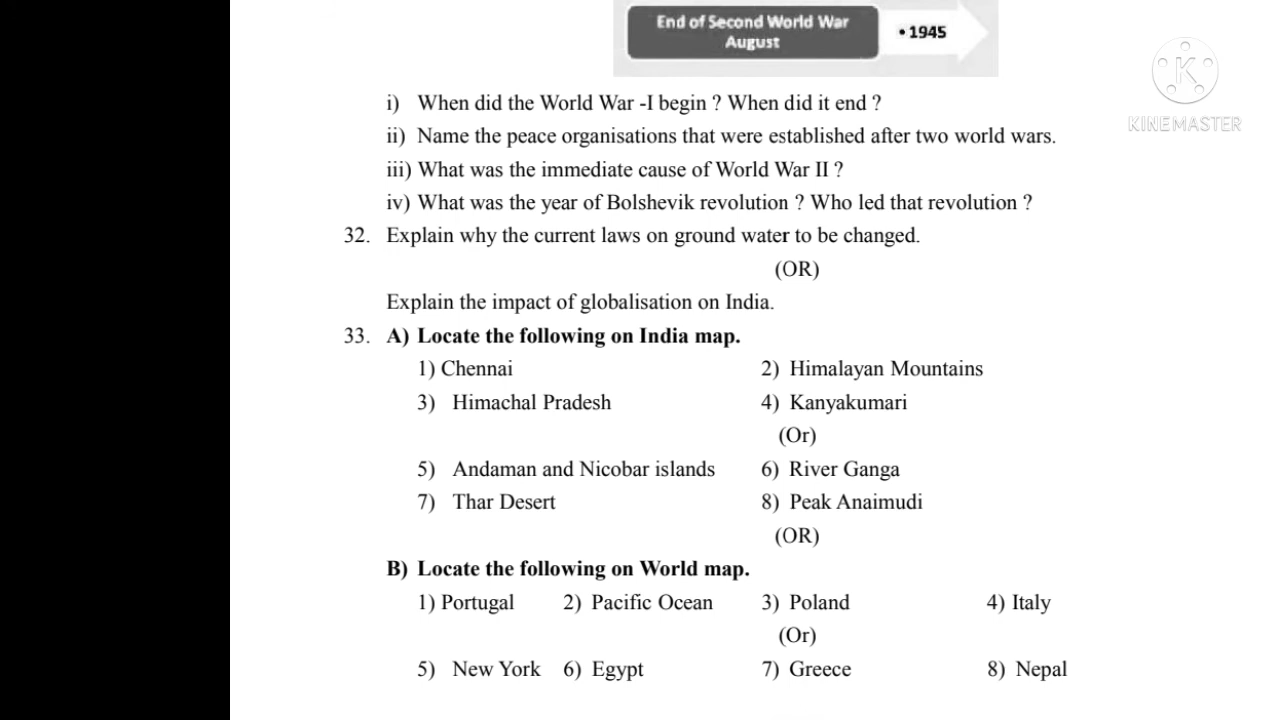 End of Second World War
August
• 1945
i) When did the World War -I begin ? When did it end ?
KINEMASTER
ii) Name the peace organisations that were established after two world wars.
iii) What was the immediate cause of World War II ?
iv) What was the year of Bolshevik revolution ? Who led that revolution ?
32. Explain why the current laws on ground water to be changed.
(OR)
Explain the impact of globalisation on India.
33. A) Locate the following on India map.
1) Chennai 2) Himalayan Mountains
3) Himachal Pradesh 4) Kanyakumari
(Or)
5) Andaman and Nicobar islands 6) River Ganga
7) Thar Desert 8) Peak Anaimudi
(OR)
B) Locate the following on World map.
1) Portugal 2) Pacific Ocean 3) Poland 4) Italy
(Or)
5) New York 6) Egypt 7) Greece 8) Nepal